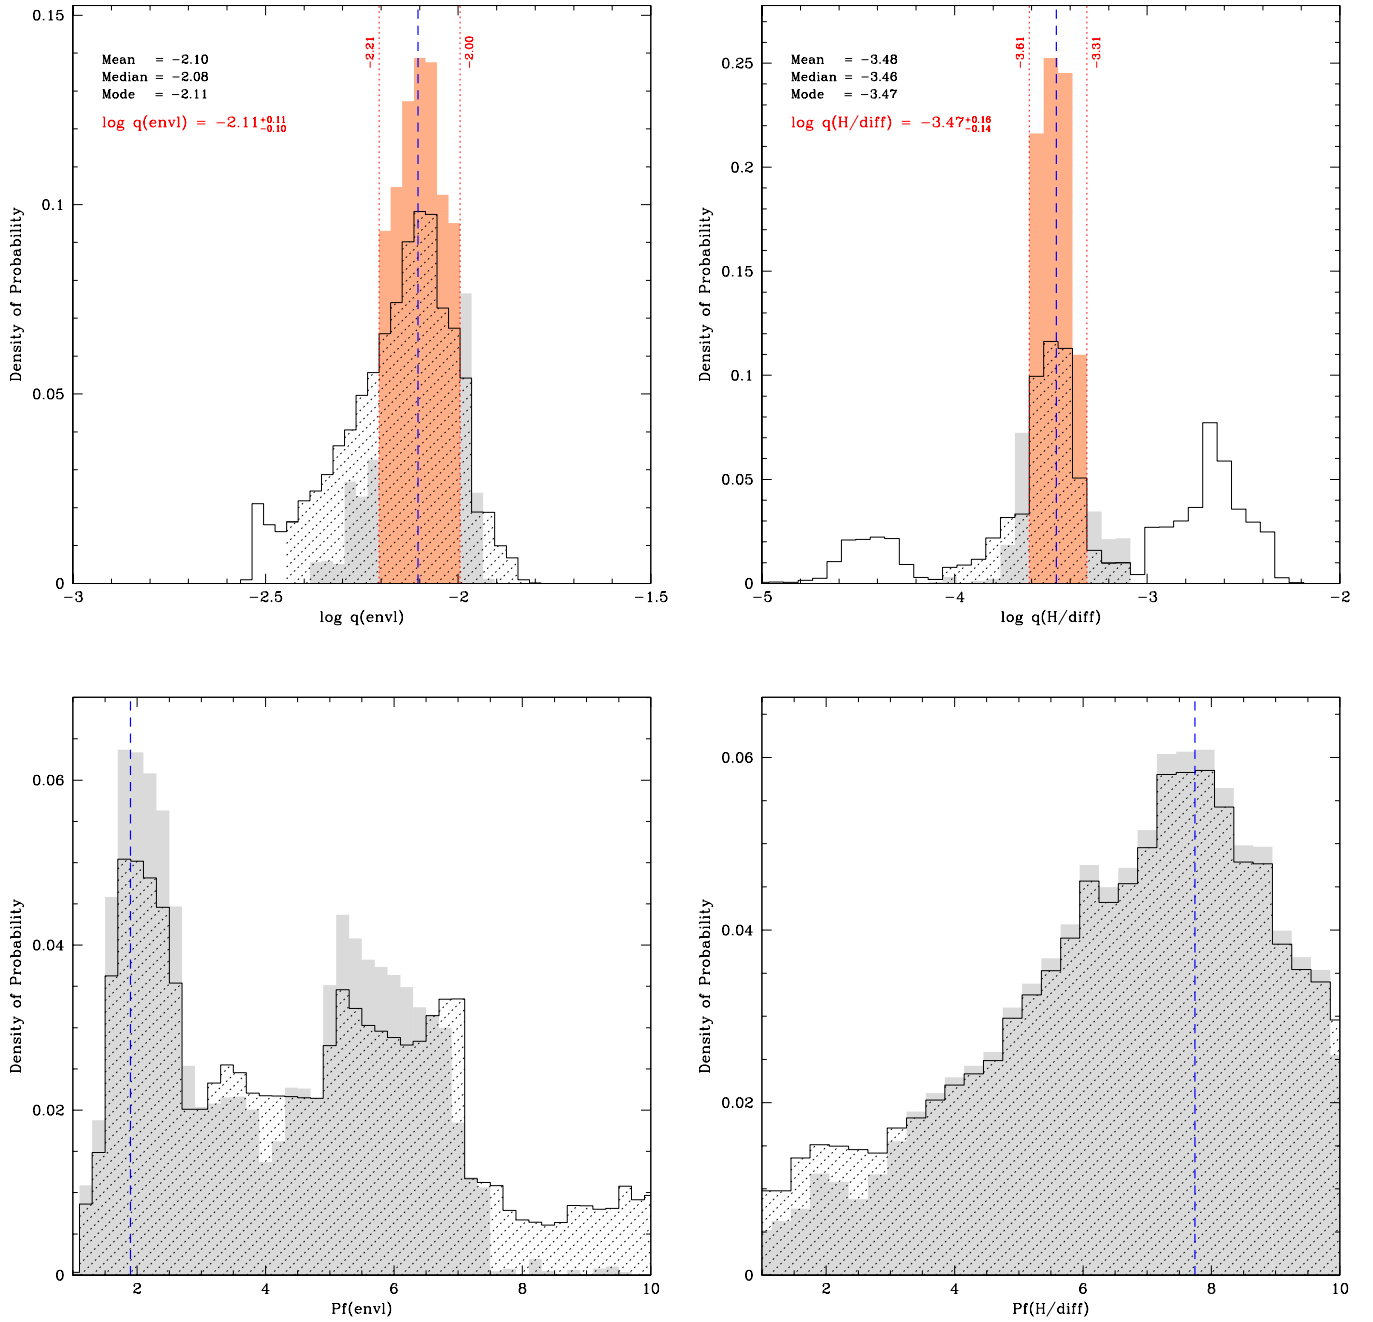 0.15
0.1
0.05
0
Density of Probability
Mean = −2.10
Median = −2.08
Mode = −2.11
log q(envl) = −2.11+0.11−0.10
−2.21
−2.00
−3 −2.5 −2 −1.5
log q(envl)
0.25
0.2
0.15
0.1
0.05
0
Density of Probability
Mean = −3.48
Median = −3.46
Mode = −3.47
log q(H/diff) = −3.47+0.16−0.14
−3.61
−3.31
−5 −4 −3 −2
log q(H/diff)
0.06
0.04
0.02
0
Density of Probability
2 4 6 8 10
Pf(envl)
0.06
0.04
0.02
0
Density of Probability
2 4 6 8 10
Pf(H/diff)